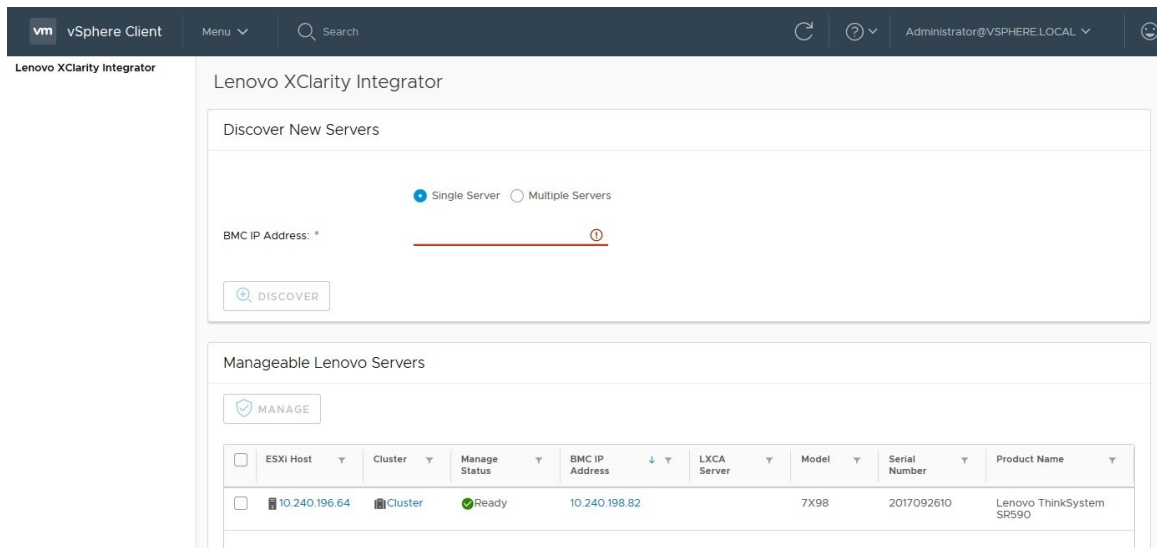 vm vSphere Client Menu Search Administrator@VSPHERE.LOCAL
Lenovo XClarity Integrator
Lenovo XClarity Integrator
Discover New Servers
Single Server Multiple Servers
BMC IP Address: *
DISCOVER
Manageable Lenovo Servers
MANAGE
ESXi Host Cluster Manage Status BMC IP Address LXCA Server Model Serial Number Product Name
10.240.196.64 Cluster Ready 10.240.198.82 7X98 2017092610 Lenovo ThinkSystem SR590